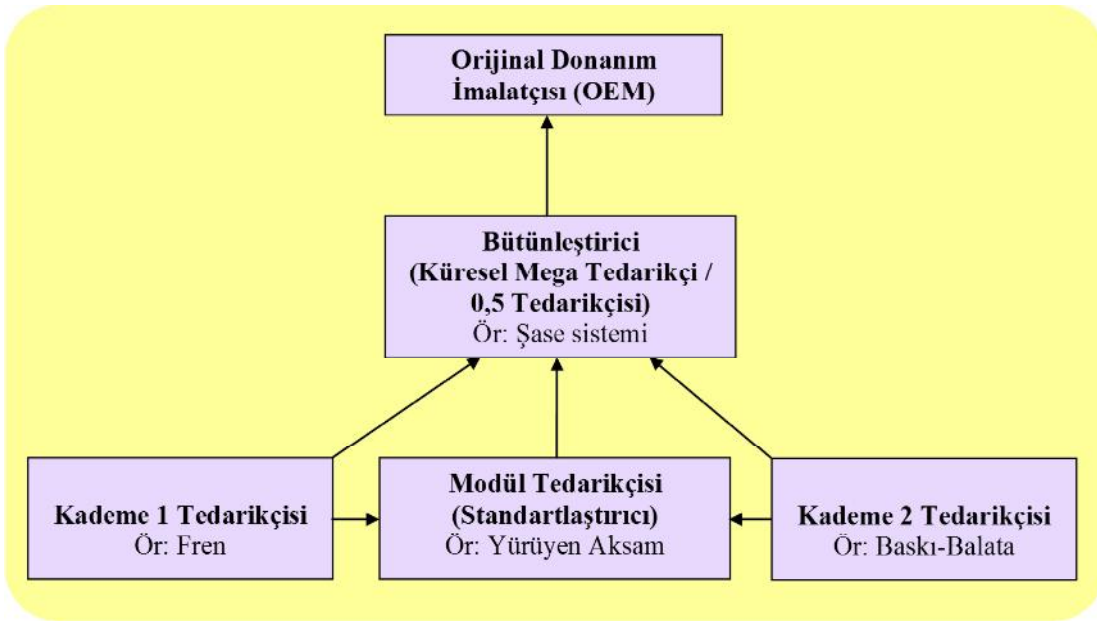 Orijinal Donanım
İmalatçısı (OEM)
Bütünleştirici
(Küresel Mega Tedarikçi /
0,5 Tedarikçisi)
Ör: Şase sistemi
Kademe 1 Tedarikçisi
Ör: Fren
Modül Tedarikçisi
(Standartlaştırıcı)
Ör: Yürüyen Aksam
Kademe 2 Tedarikçisi
Ör: Baskı-Balata